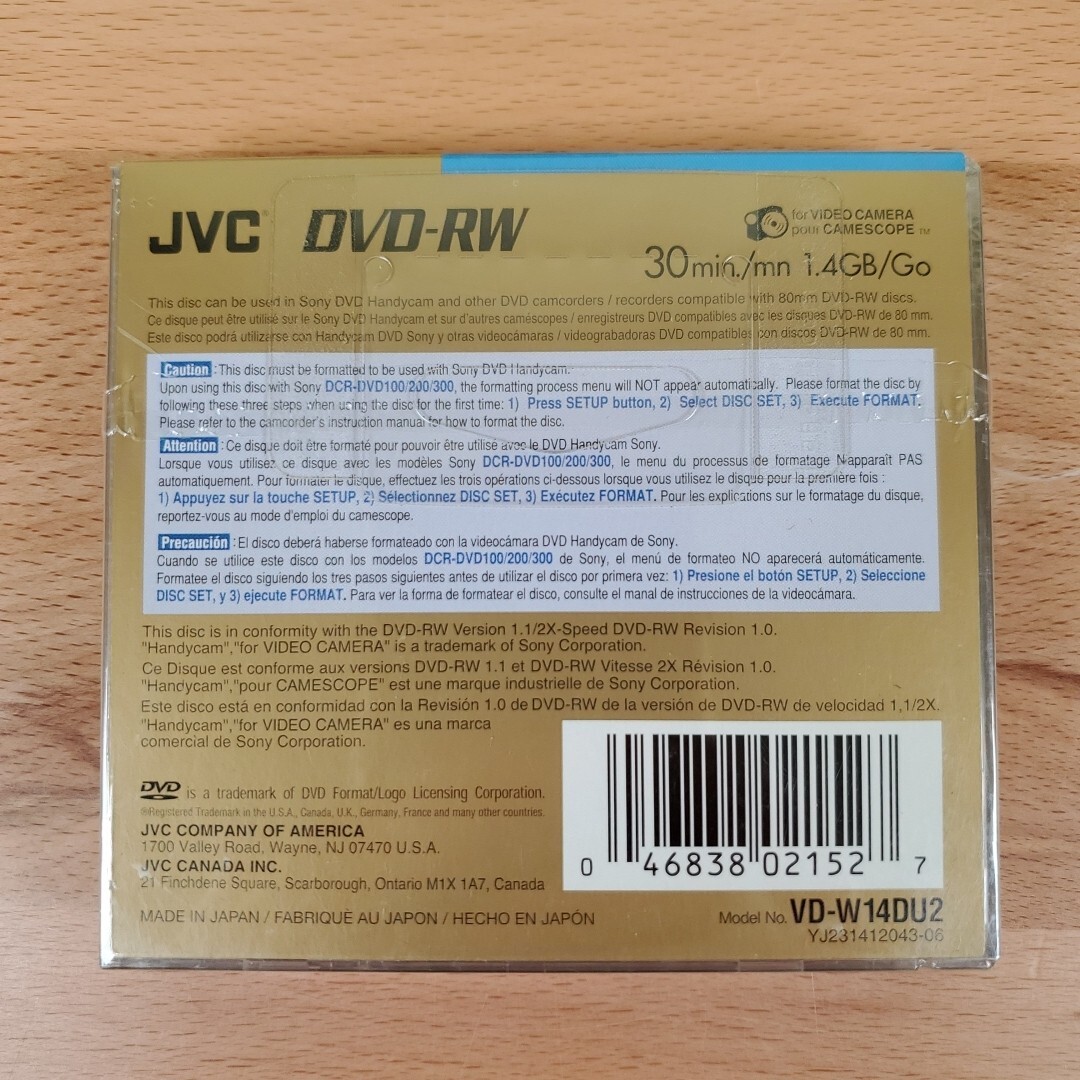 JVC DVD-RW
for VIDEO CAMERA
pour CAMESCOPE TM
30min./mn 1.4GB/Go
This disc can be used in Sony DVD Handycam and other DVD camcorders / recorders compatible with 80mm DVD-RW discs.
Ce disque peut être utilisé sur le Sony DVD Handycam et sur d'autres caméscopes / enregistreurs DVD compatibles avec les disques DVD-RW de 80 mm.
Este disco podrá utilizarse con Handycam DVD Sony y otras videocámaras / videograbadoras DVD compatibles con discos DVD-RW de 80 mm.
Caution : This disc must be formatted to be used with Sony DVD Handycam.
Upon using this disc with Sony DCR-DVD100/200/300, the formatting process menu will NOT appear automatically. Please format the disc by
following these three steps when using the disc for the first time: 1) Press SETUP button, 2) Select DISC SET, 3) Execute FORMAT.
Please refer to the camcorder's instruction manual for how to format the disc.
Attention : Ce disque doit être formaté pour pouvoir être utilisé avec le DVD Handycam Sony.
Lorsque vous utilisez ce disque avec les modèles Sony DCR-DVD100/200/300, le menu du processus de formatage N'apparaît PAS
automatiquement. Pour formater le disque, effectuez les trois opérations ci-dessous lorsque vous utilisez le disque pour la première fois :
1) Appuyez sur la touche SETUP, 2) Sélectionnez DISC SET, 3) Exécutez FORMAT. Pour les explications sur le formatage du disque,
reportez-vous au mode d'emploi du camescope.
Precaución : El disco deberá haberse formateado con la videocámara DVD Handycam de Sony.
Cuando se utilice este disco con los modelos DCR-DVD100/200/300 de Sony, el menú de formateo NO aparecerá automáticamente.
Formatee el disco siguiendo los tres pasos siguientes antes de utilizar el disco por primera vez: 1) Presione el botón SETUP, 2) Seleccione
DISC SET, y 3) ejecute FORMAT. Para ver la forma de formatear el disco, consulte el manal de instrucciones de la videocámara.
This disc is in conformity with the DVD-RW Version 1.1/2X-Speed DVD-RW Revision 1.0.
"Handycam","for VIDEO CAMERA" is a trademark of Sony Corporation.
Ce Disque est conforme aux versions DVD-RW 1.1 et DVD-RW Vitesse 2X Révision 1.0.
"Handycam","pour CAMESCOPE" est une marque industrielle de Sony Corporation.
Este disco está en conformidad con la Revisión 1.0 de DVD-RW de la versión de DVD-RW de velocidad 1,1/2X.
"Handycam","for VIDEO CAMERA" es una marca
comercial de Sony Corporation.
DVD is a trademark of DVD Format/Logo Licensing Corporation.
®Registered Trademark in the U.S.A., Canada, U.K., Germany, France and many other countries.
JVC COMPANY OF AMERICA
1700 Valley Road, Wayne, NJ 07470 U.S.A.
JVC CANADA INC.
21 Finchdene Square, Scarborough, Ontario M1X 1A7, Canada
MADE IN JAPAN / FABRIQUÉ AU JAPON / HECHO EN JAPÓN
0 46838 02152 7
Model No. VD-W14DU2
YJ231412043-06